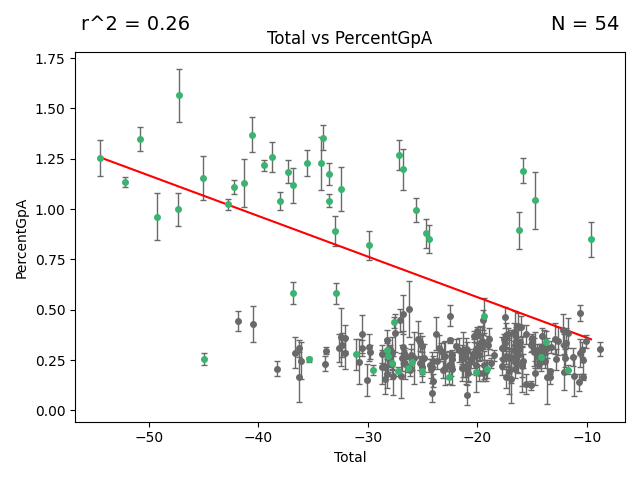 r^2 = 0.26
N = 54
Total vs PercentGpA
1.75
1.50
1.25
1.00
0.75
0.50
0.25
0.00
PercentGpA
−50
−40
−30
−20
−10
Total